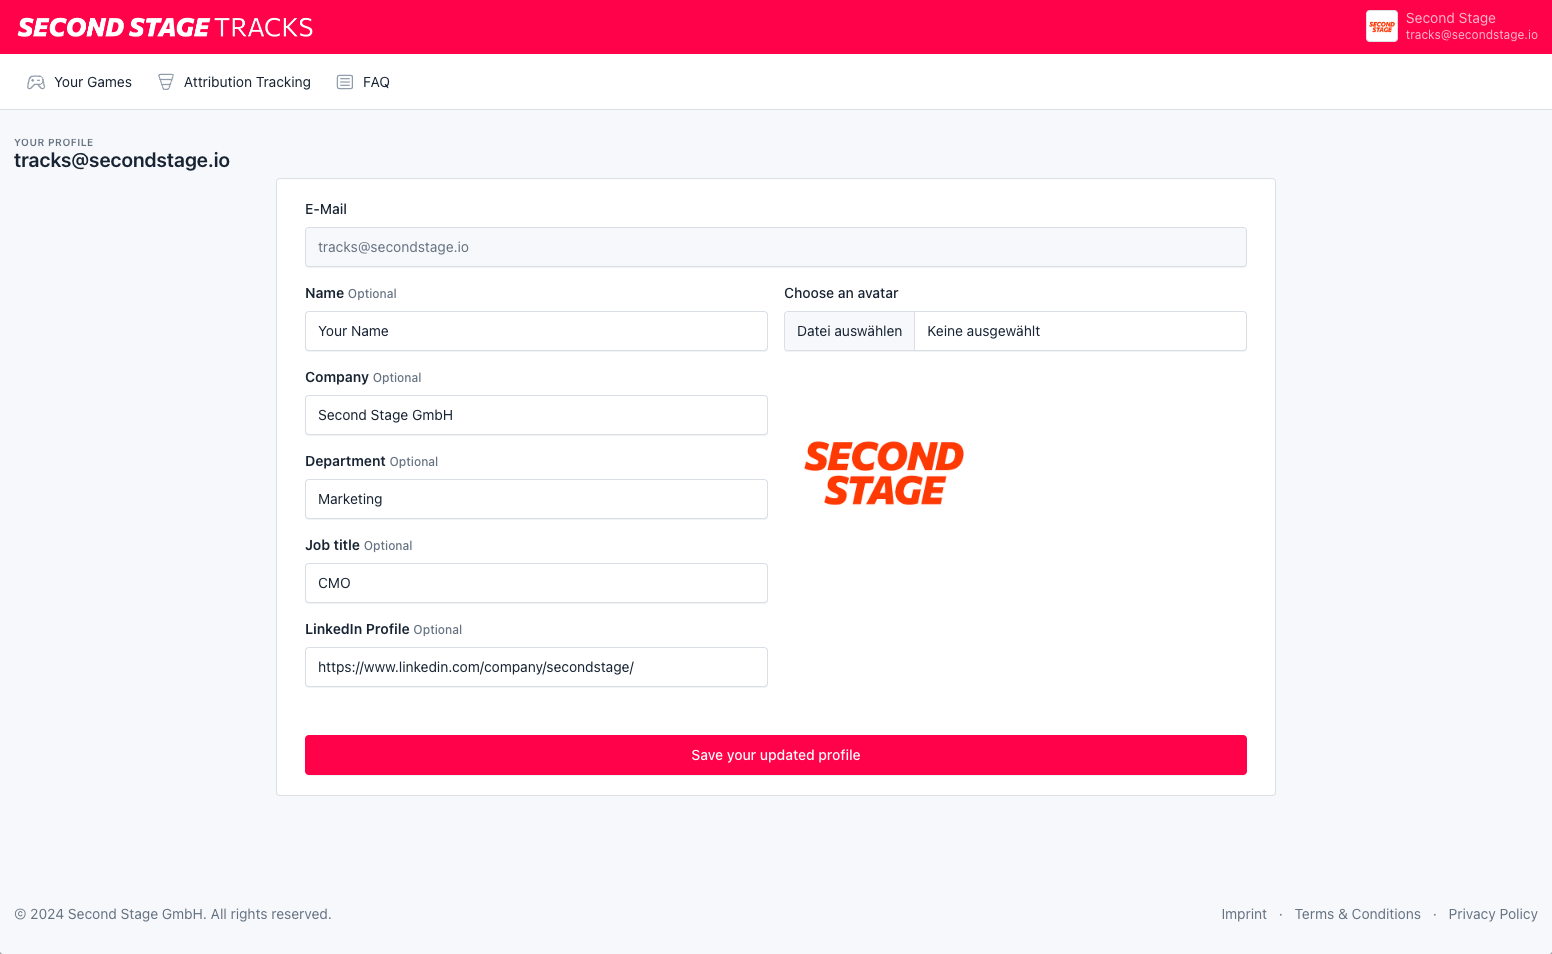 SECOND STAGE TRACKS
SECOND STAGE
Second Stage
tracks@secondstage.io
Your Games
Attribution Tracking
FAQ
YOUR PROFILE
tracks@secondstage.io
E-Mail
tracks@secondstage.io
Name Optional
Your Name
Choose an avatar
Datei auswählen Keine ausgewählt
Company Optional
Second Stage GmbH
SECOND
STAGE
Department Optional
Marketing
Job title Optional
CMO
LinkedIn Profile Optional
https://www.linkedin.com/company/secondstage/
Save your updated profile
© 2024 Second Stage GmbH. All rights reserved.
Imprint · Terms & Conditions · Privacy Policy